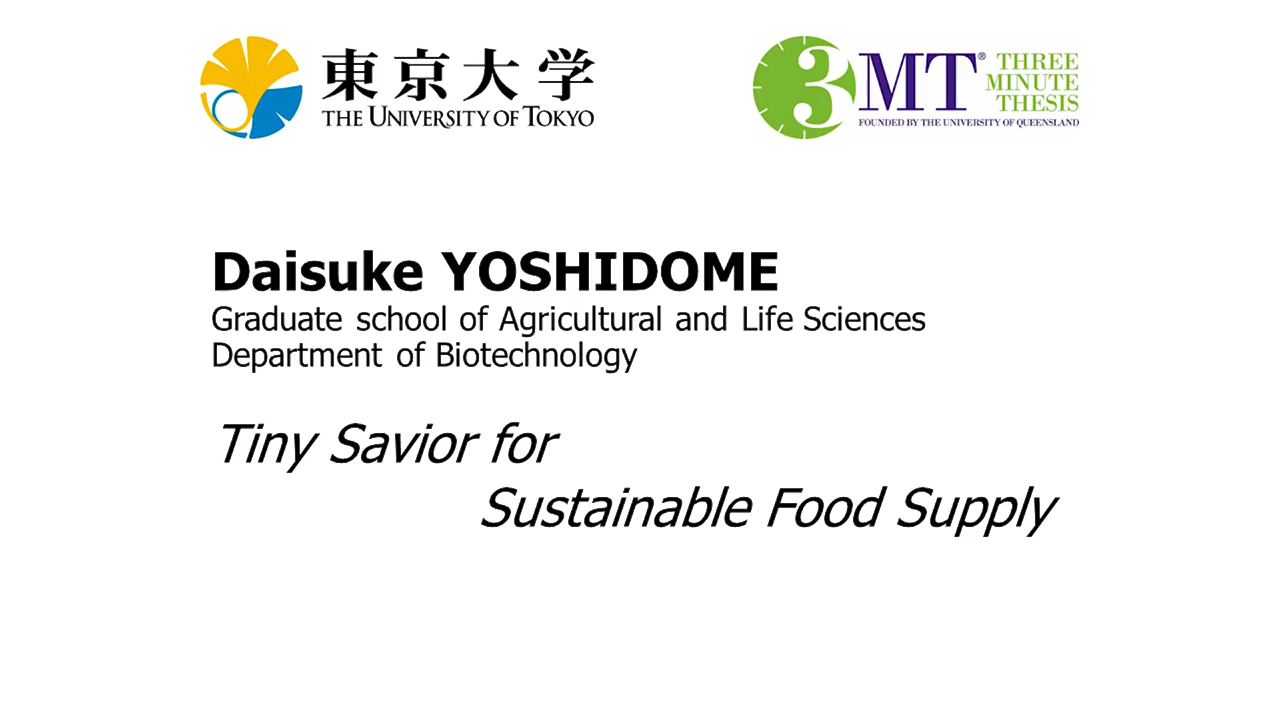 東京大学
THE UNIVERSITY OF TOKYO
3MT® THREE MINUTE THESIS
FOUNDED BY THE UNIVERSITY OF QUEENSLAND
Daisuke YOSHIDOME
Graduate school of Agricultural and Life Sciences
Department of Biotechnology
Tiny Savior for
Sustainable Food Supply